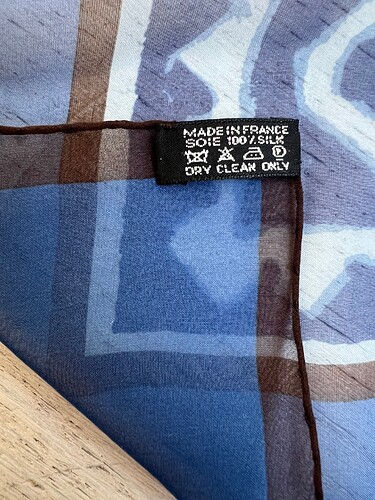 MADE IN FRANCE
SOIE 100% SILK
DRY CLEAN ONLY